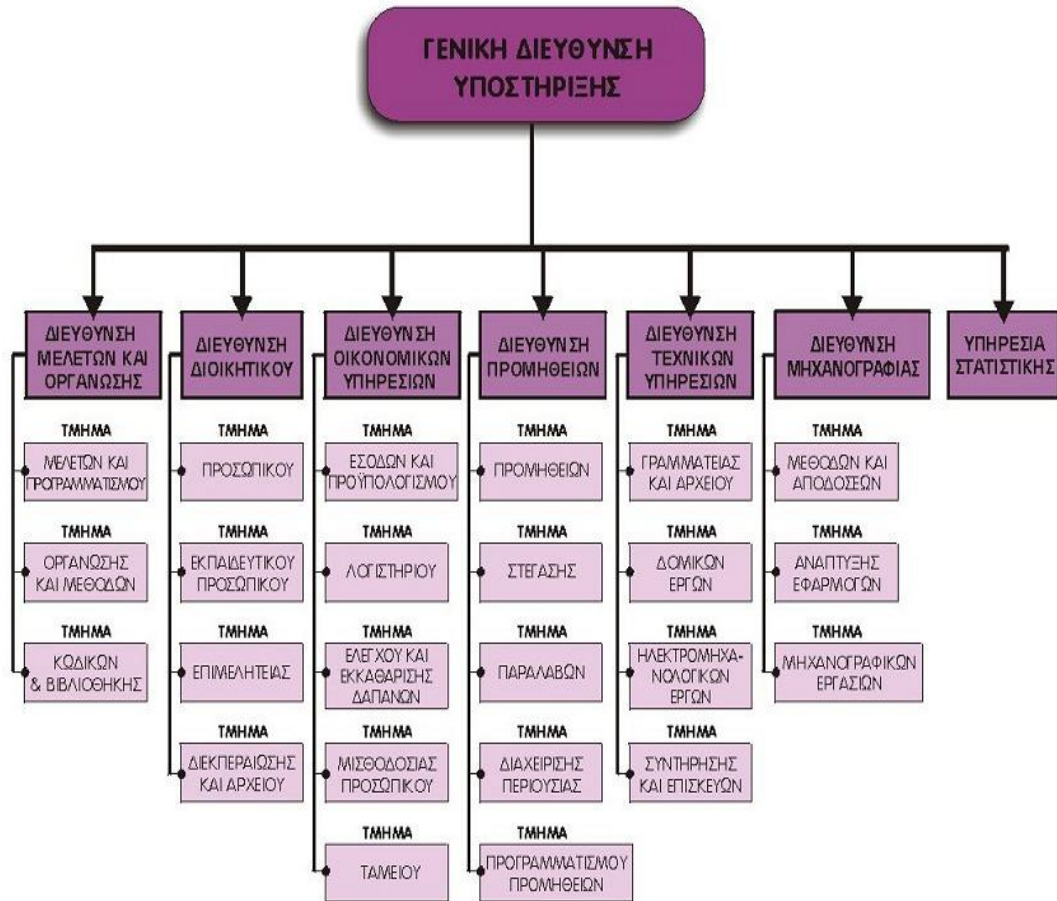 ΓΕΝΙΚΗ ΔΙΕΥΘΥΝΣΗ
ΥΠΟΣΤΗΡΙΞΗΣ
ΔΙΕΥΘΥΝΣΗ
ΜΕΛΕΤΩΝ ΚΑΙ
ΟΡΓΑΝΩΣΗΣ
ΤΜΗΜΑ
ΜΕΛΕΤΩΝ ΚΑΙ
ΠΡΟΓΡΑΜΜΑΤΙΣΜΟΥ
ΤΜΗΜΑ
ΟΡΓΑΝΩΣΗΣ
ΚΑΙ ΜΕΘΟΔΩΝ
ΤΜΗΜΑ
ΚΩΔΙΚΩΝ
& ΒΙΒΛΙΟΘΗΚΗΣ
ΔΙΕΥΘΥΝΣΗ
ΔΙΟΙΚΗΤΙΚΟΥ
ΤΜΗΜΑ
ΠΡΟΣΩΠΙΚΟΥ
ΤΜΗΜΑ
ΕΚΠΑΙΔΕΥΤΙΚΟΥ
ΠΡΟΣΩΠΙΚΟΥ
ΤΜΗΜΑ
ΕΠΙΜΕΛΗΤΕΙΑΣ
ΤΜΗΜΑ
ΔΙΕΚΠΕΡΑΙΩΣΗΣ
ΚΑΙ ΑΡΧΕΙΟΥ
ΔΙΕΥΘΥΝΣΗ
ΟΙΚΟΝΟΜΙΚΩΝ
ΥΠΗΡΕΣΙΩΝ
ΤΜΗΜΑ
ΕΣΟΔΩΝ ΚΑΙ
ΠΡΟΫΠΟΛΟΓΙΣΜΟΥ
ΤΜΗΜΑ
ΛΟΓΙΣΤΗΡΙΟΥ
ΤΜΗΜΑ
ΕΛΕΓΧΟΥ ΚΑΙ
ΕΚΚΑΘΑΡΙΣΗΣ
ΔΑΠΑΝΩΝ
ΤΜΗΜΑ
ΜΙΣΘΟΔΟΣΙΑΣ
ΠΡΟΣΩΠΙΚΟΥ
ΤΜΗΜΑ
ΤΑΜΕΙΟΥ
ΔΙΕΥΘΥΝΣΗ
ΠΡΟΜΗΘΕΙΩΝ
ΤΜΗΜΑ
ΠΡΟΜΗΘΕΙΩΝ
ΤΜΗΜΑ
ΣΤΕΓΑΣΗΣ
ΤΜΗΜΑ
ΠΑΡΑΛΑΒΩΝ
ΤΜΗΜΑ
ΔΙΑΧΕΙΡΙΣΗΣ
ΠΕΡΙΟΥΣΙΑΣ
ΤΜΗΜΑ
ΠΡΟΓΡΑΜΜΑΤΙΣΜΟΥ
ΠΡΟΜΗΘΕΙΩΝ
ΔΙΕΥΘΥΝΣΗ
ΤΕΧΝΙΚΩΝ
ΥΠΗΡΕΣΙΩΝ
ΤΜΗΜΑ
ΓΡΑΜΜΑΤΕΙΑΣ
ΚΑΙ ΑΡΧΕΙΟΥ
ΤΜΗΜΑ
ΔΟΜΙΚΩΝ
ΕΡΓΩΝ
ΤΜΗΜΑ
ΗΛΕΚΤΡΟΜΗΧΑ-
ΝΟΛΟΓΙΚΩΝ
ΕΡΓΩΝ
ΤΜΗΜΑ
ΣΥΝΤΗΡΗΣΗΣ
ΚΑΙ ΕΠΙΣΚΕΥΩΝ
ΔΙΕΥΘΥΝΣΗ
ΜΗΧΑΝΟΓΡΑΦΙΑΣ
ΤΜΗΜΑ
ΜΕΘΟΔΩΝ ΚΑΙ
ΑΠΟΔΟΣΕΩΝ
ΤΜΗΜΑ
ΑΝΑΠΤΥΞΗΣ
ΕΦΑΡΜΟΓΩΝ
ΤΜΗΜΑ
ΜΗΧΑΝΟΓΡΑΦΙΚΩΝ
ΕΡΓΑΣΙΩΝ
ΥΠΗΡΕΣΙΑ
ΣΤΑΤΙΣΤΙΚΗΣ